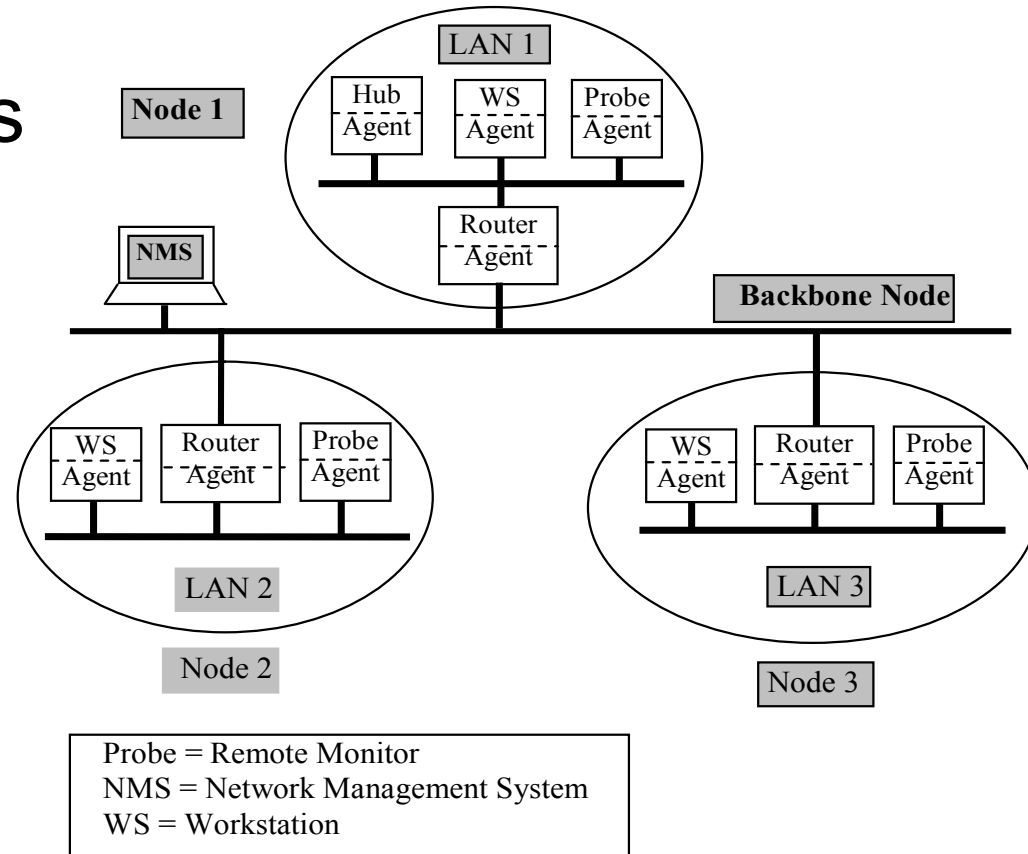 s
Node 1
LAN 1
Hub
Agent
WS
Agent
Probe
Agent
Router
Agent
NMS
Backbone Node
WS
Agent
Router
Agent
Probe
Agent
LAN 2
Node 2
WS
Agent
Router
Agent
Probe
Agent
LAN 3
Node 3
Probe = Remote Monitor
NMS = Network Management System
WS = Workstation